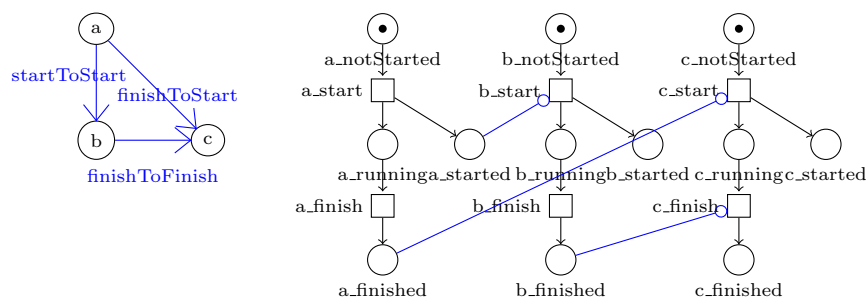 a
startToStart
finishToStart
b
c
finishToFinish
a_notStarted b_notStarted c_notStarted
a_start b_start c_start
a_running a_started b_running b_started c_running c_started
a_finish b_finish c_finish
a_finished b_finished c_finished